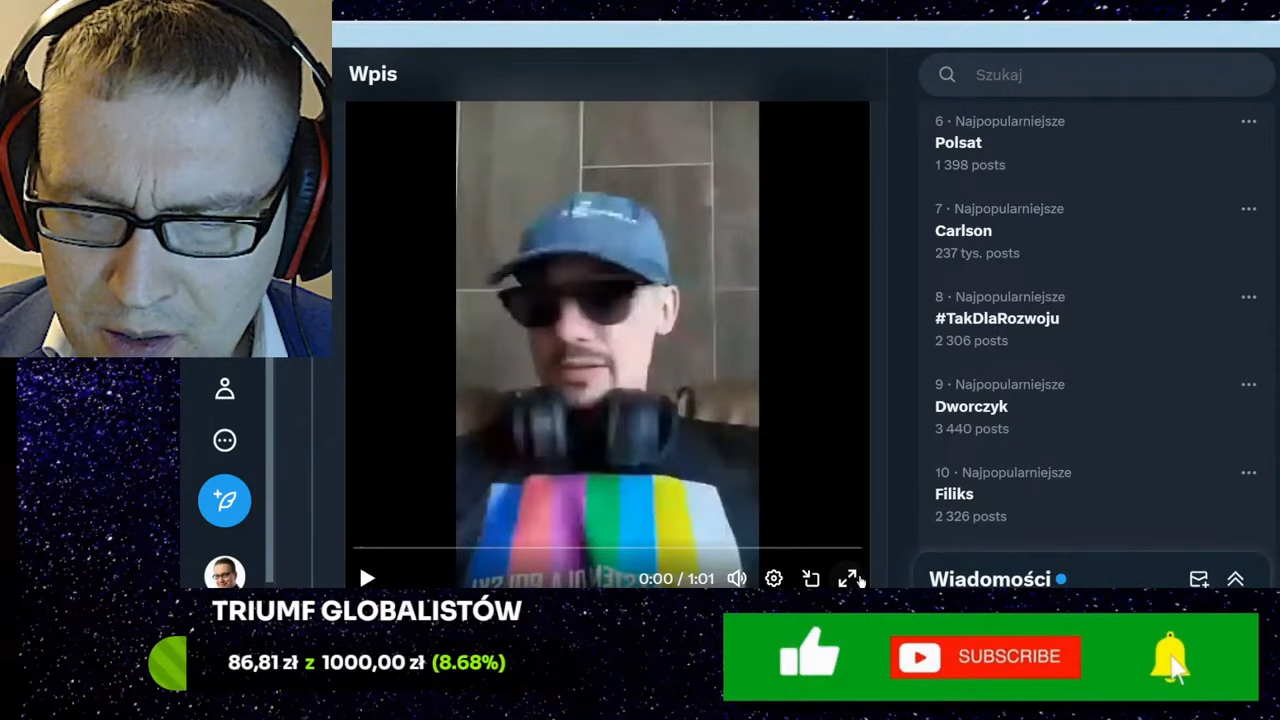 Wpis
Szukaj
6 · Najpopularniejsze
Polsat
1 398 posts
7 · Najpopularniejsze
Carlson
237 tys. posts
8 · Najpopularniejsze
#TakDlaRozwoju
2 306 posts
9 · Najpopularniejsze
Dworczyk
3 440 posts
10 · Najpopularniejsze
Filiks
2 326 posts
0:00 / 1:01
Wiadomości
TRIUMF GLOBALISTÓW
86,81 zł z 1000,00 zł (8.68%)
SUBSCRIBE